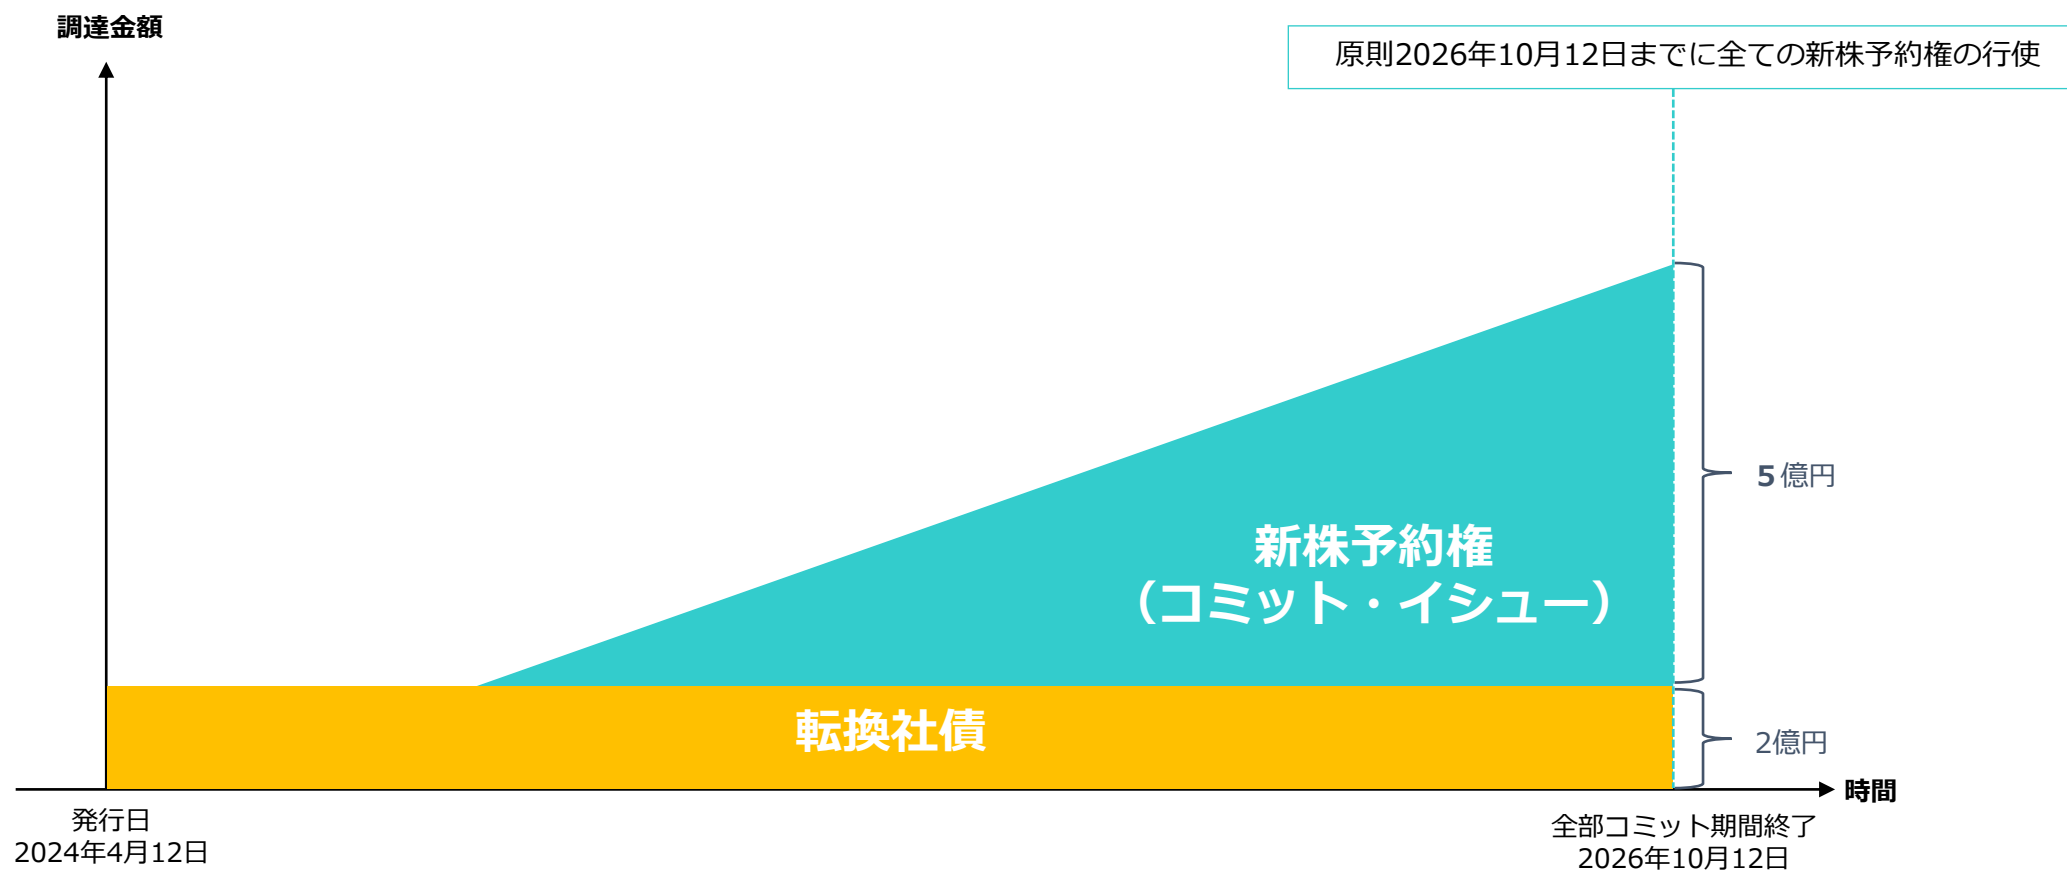 調達金額
原則2026年10月12日までに全ての新株予約権の行使
5億円
新株予約権
（コミット・イシュー）
転換社債
2億円
時間
発行日
2024年4月12日
全部コミット期間終了
2026年10月12日